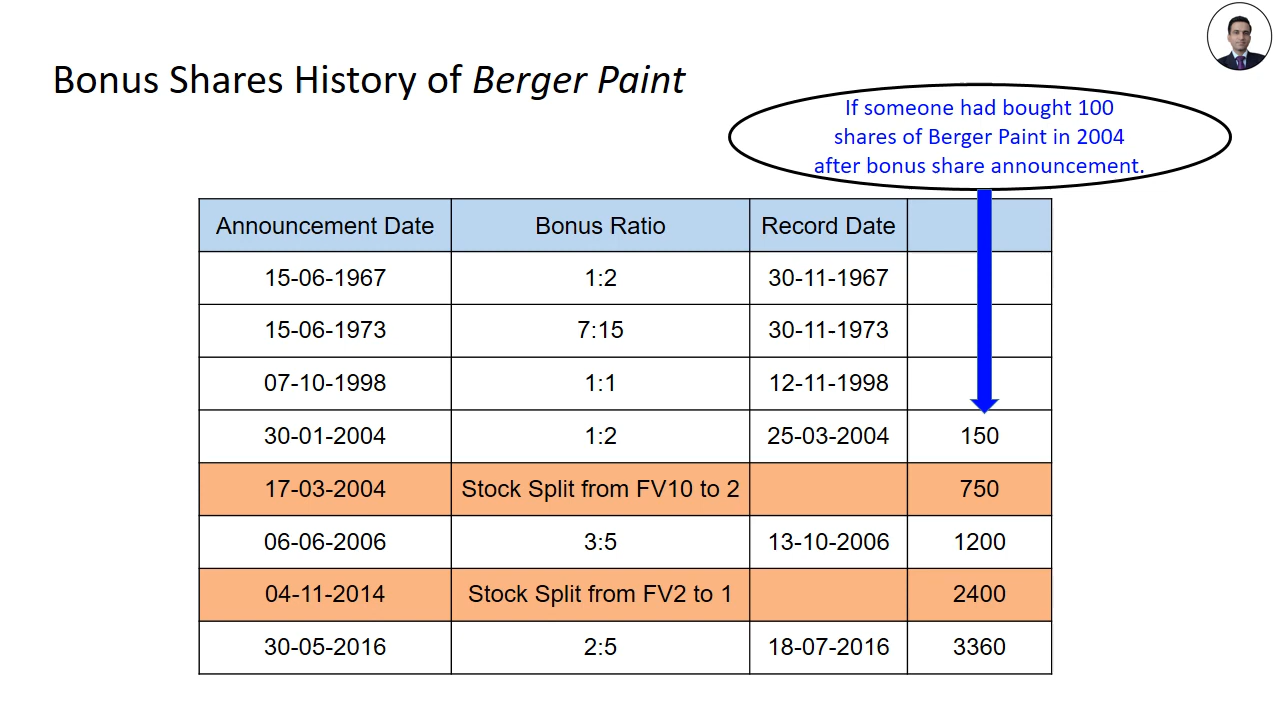 Bonus Shares History of Berger Paint
If someone had bought 100
shares of Berger Paint in 2004
after bonus share announcement.
Announcement Date Bonus Ratio Record Date
15-06-1967 1:2 30-11-1967
15-06-1973 7:15 30-11-1973
07-10-1998 1:1 12-11-1998
30-01-2004 1:2 25-03-2004 150
17-03-2004 Stock Split from FV10 to 2 750
06-06-2006 3:5 13-10-2006 1200
04-11-2014 Stock Split from FV2 to 1 2400
30-05-2016 2:5 18-07-2016 3360